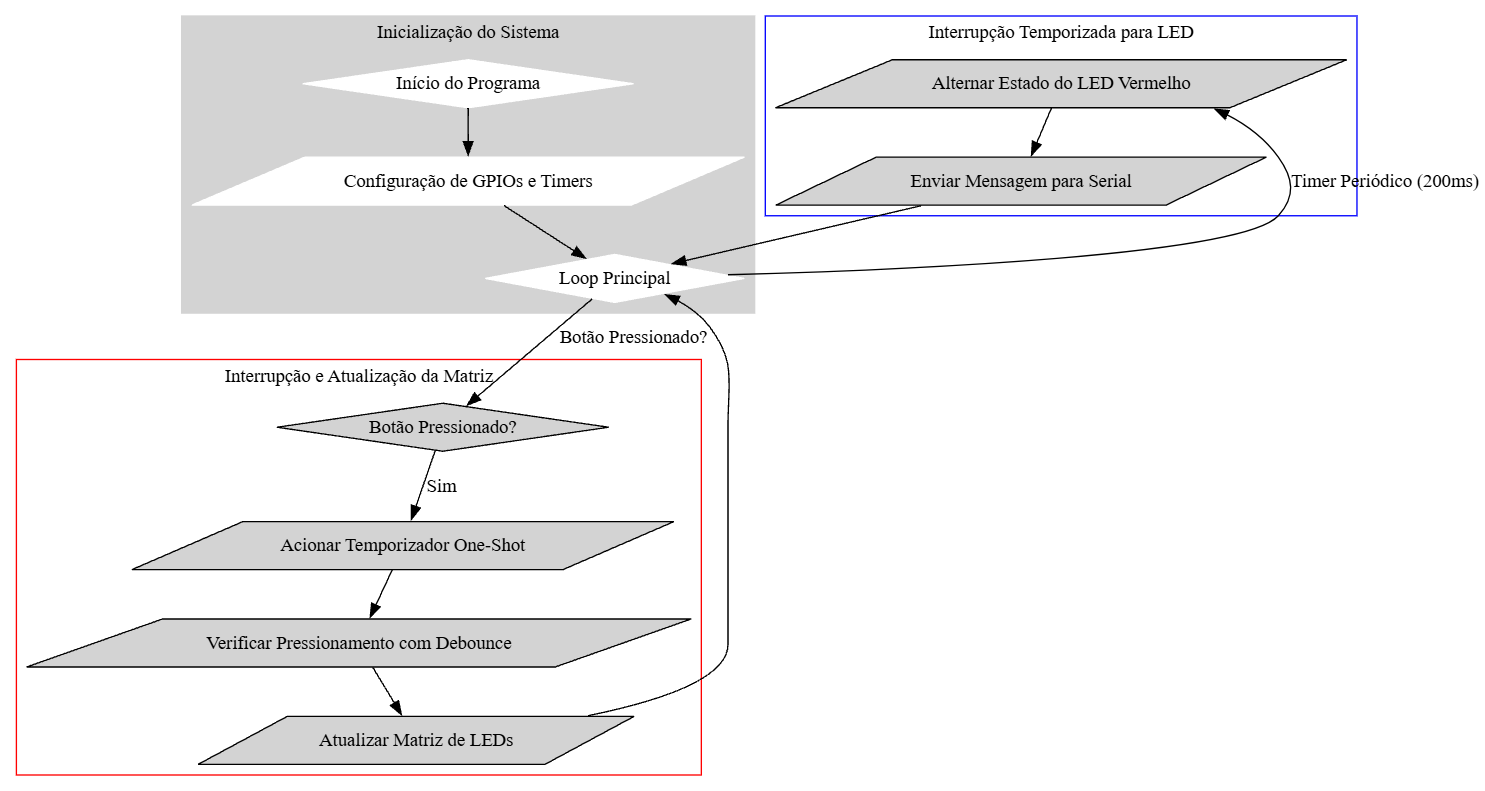 Inicialização do Sistema
Início do Programa
Configuração de GPIOs e Timers
Loop Principal
Interrupção Temporizada para LED
Alternar Estado do LED Vermelho
Enviar Mensagem para Serial
Timer Periódico (200ms)
Botão Pressionado?
Interrupção e Atualização da Matriz
Botão Pressionado?
Sim
Acionar Temporizador One-Shot
Verificar Pressionamento com Debounce
Atualizar Matriz de LEDs